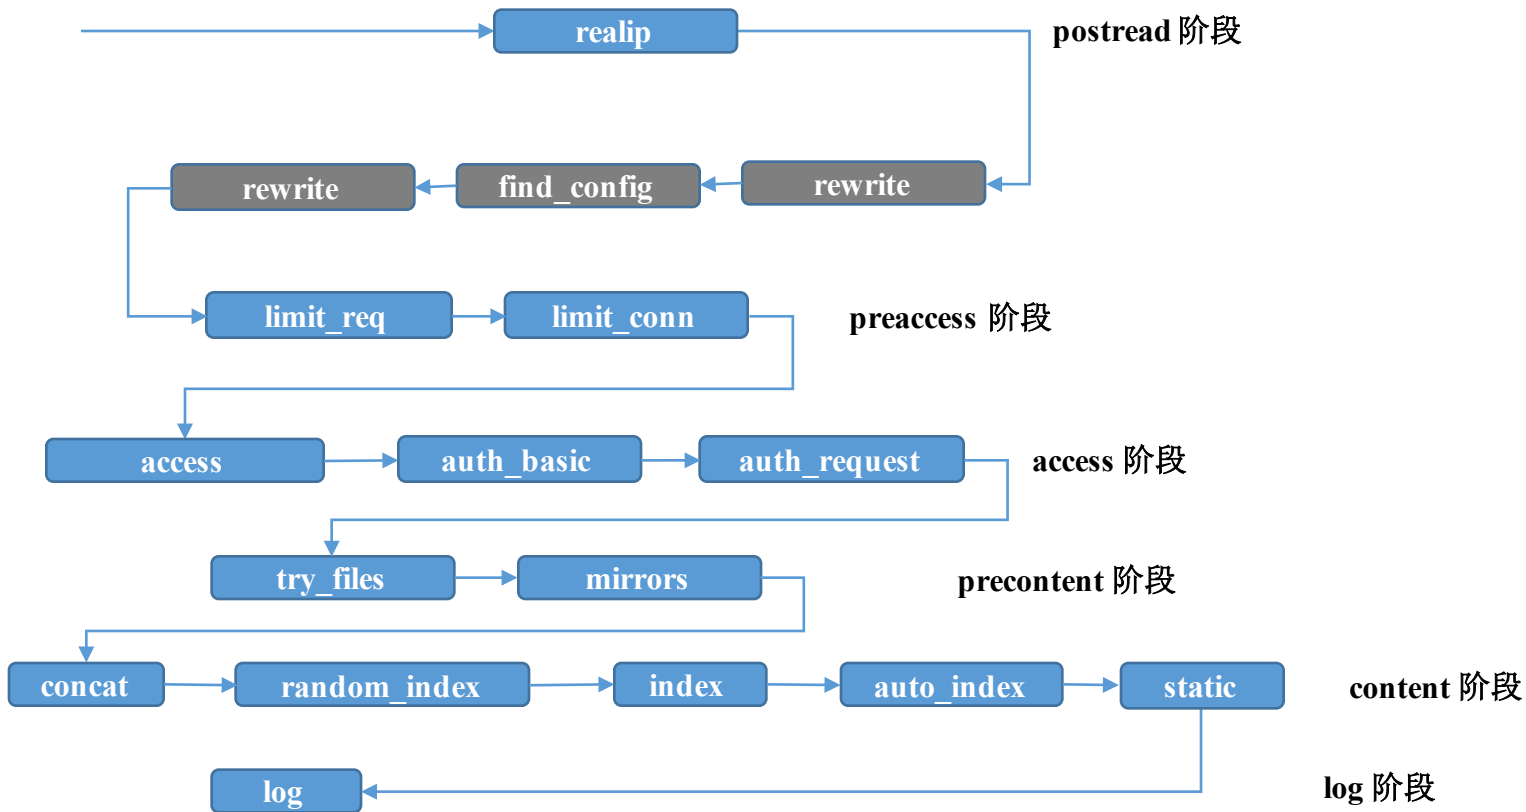 realip postread 阶段
rewrite find_config rewrite
limit_req limit_conn preaccess 阶段
access auth_basic auth_request access 阶段
try_files mirrors precontent 阶段
concat random_index index auto_index static content 阶段
log log 阶段